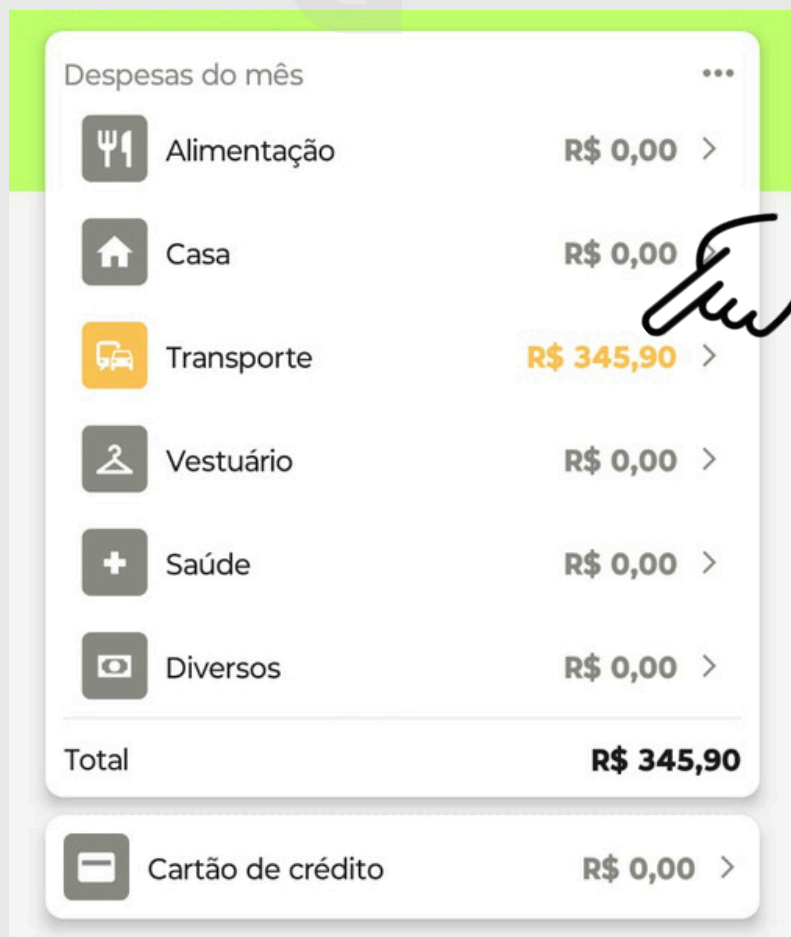 Despesas do mês
Alimentação R$ 0,00
Casa R$ 0,00
Transporte R$ 345,90
Vestuário R$ 0,00
Saúde R$ 0,00
Diversos R$ 0,00
Total R$ 345,90
Cartão de crédito R$ 0,00